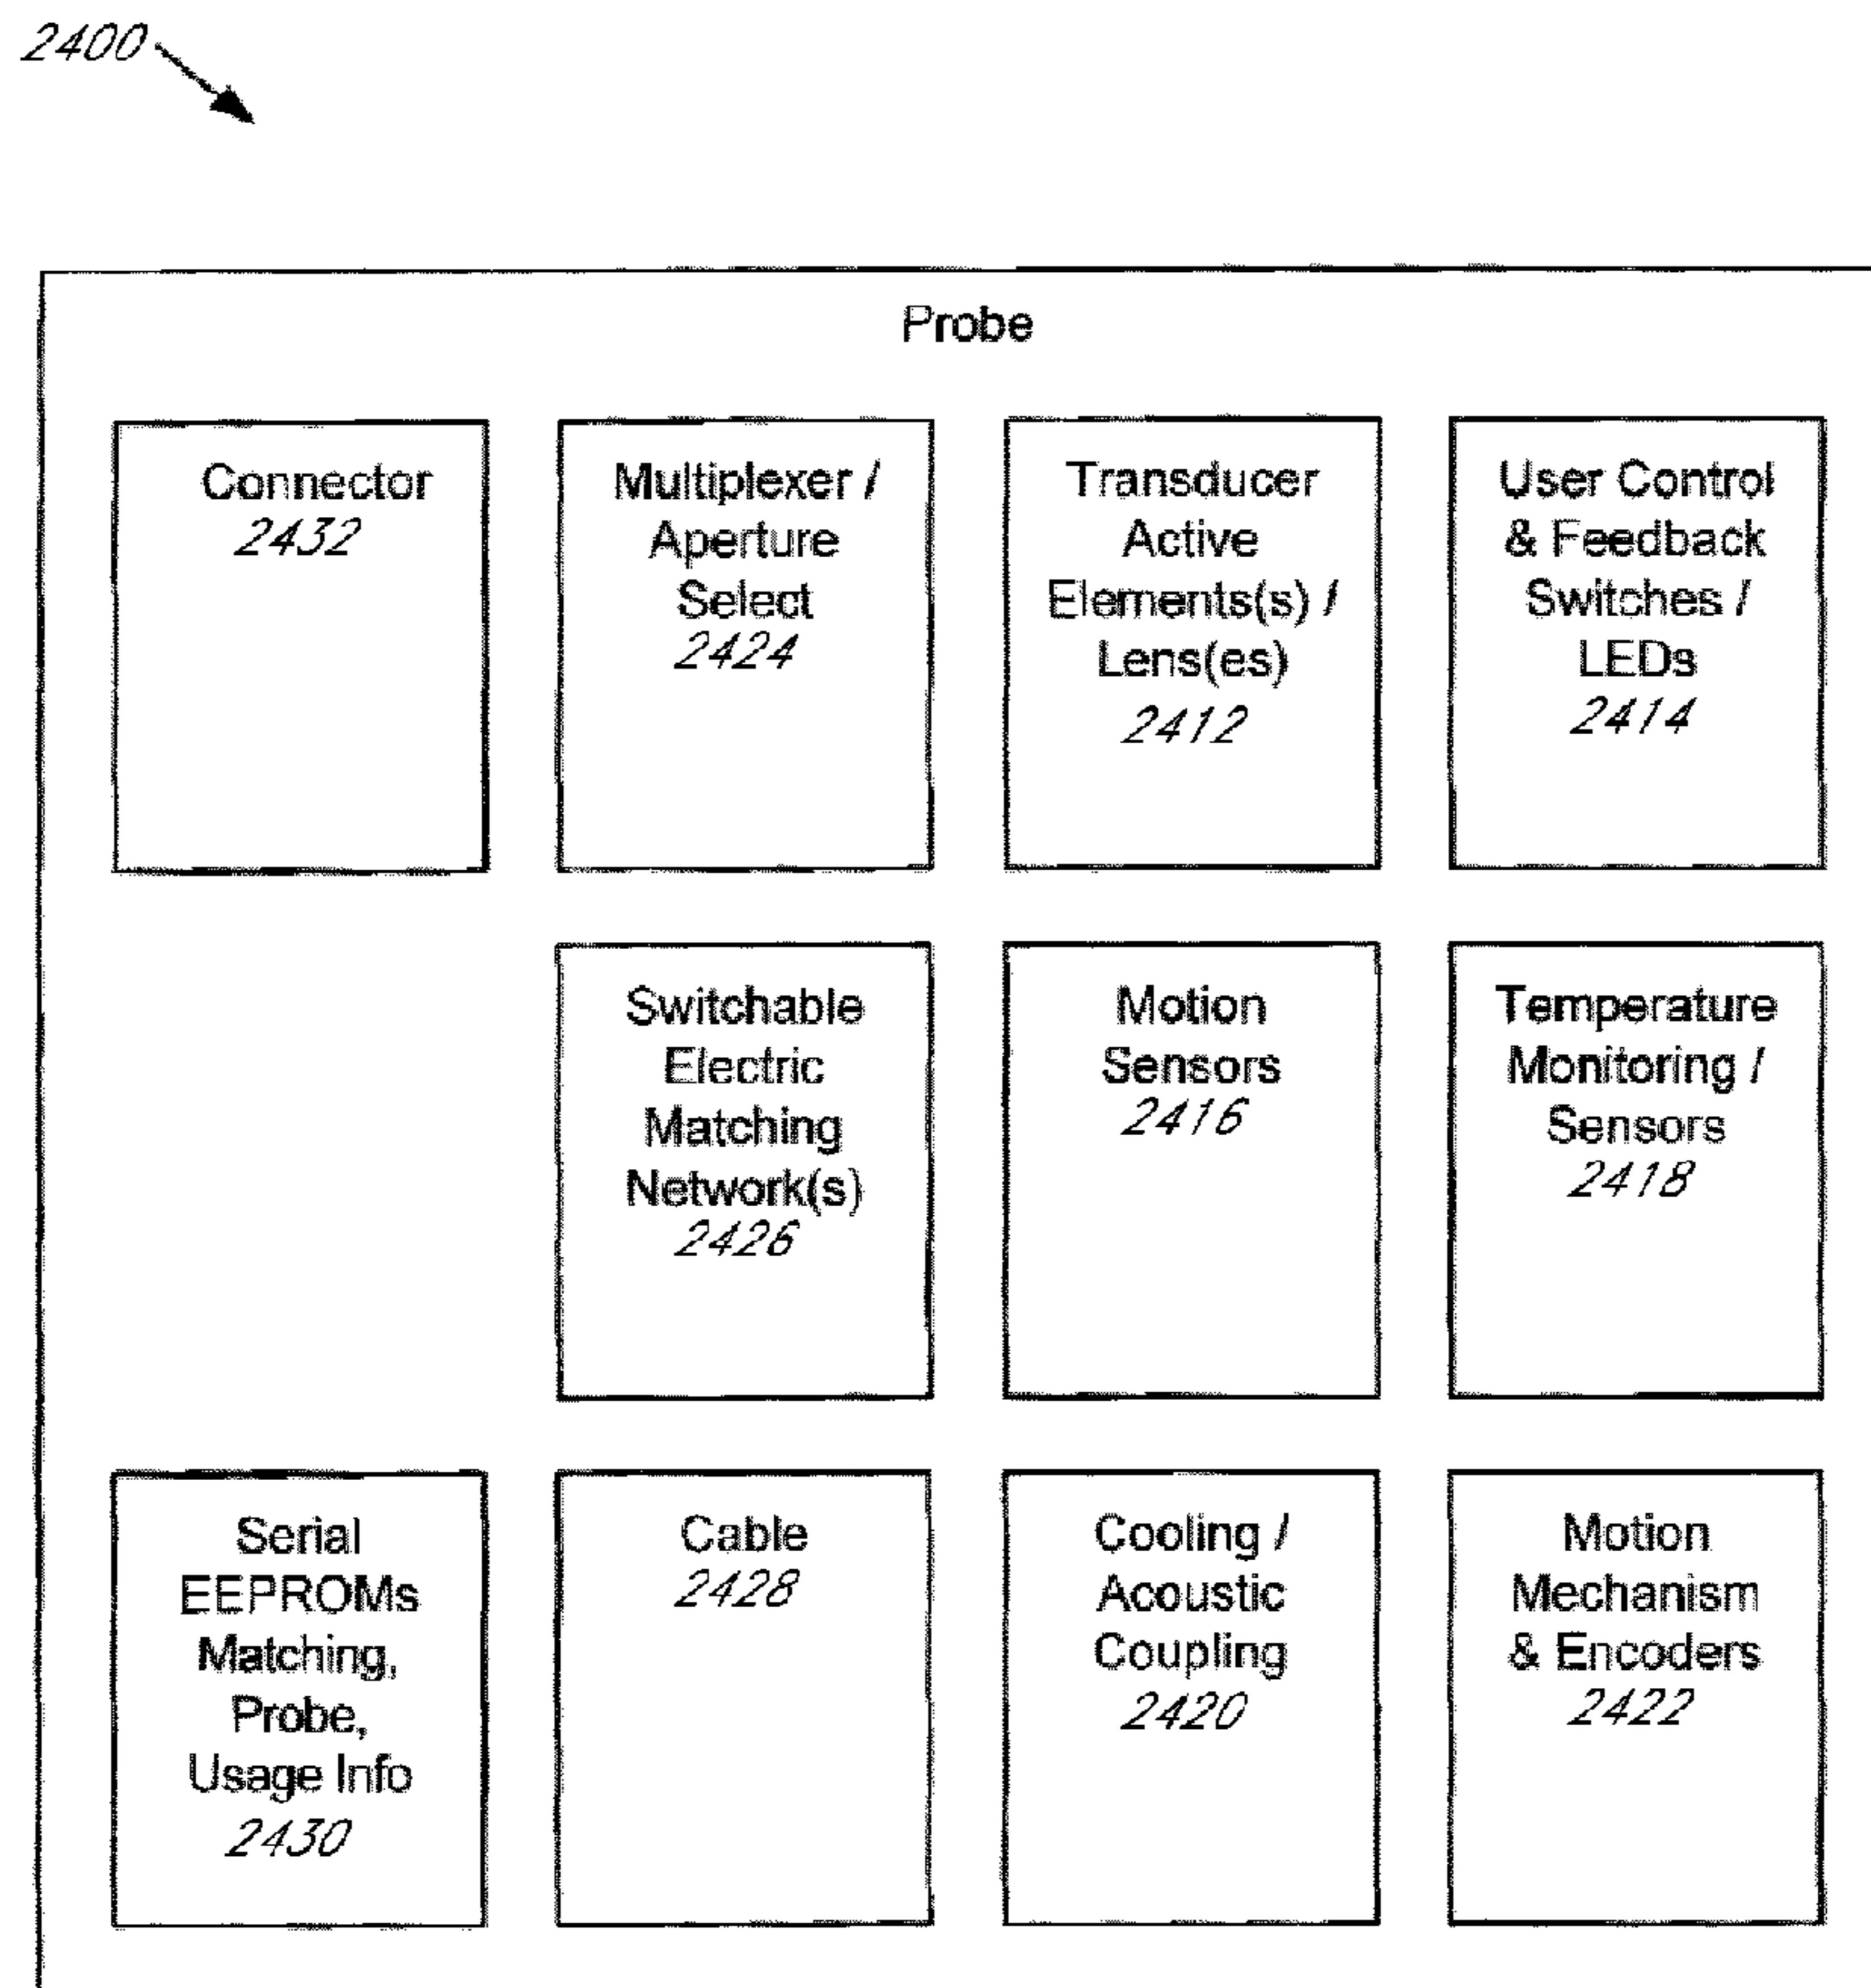 2400
Probe
Connector
2432
Multiplexer /
Aperture
Select
2424
Transducer
Active
Elements(s) /
Lens(es)
2412
User Control
& Feedback
Switches /
LEDs
2414
Switchable
Electric
Matching
Network(s)
2426
Motion
Sensors
2416
Temperature
Monitoring /
Sensors
2418
Serial
EEPROMs
Matching,
Probe,
Usage Info
2430
Cable
2428
Cooling /
Acoustic
Coupling
2420
Motion
Mechanism
& Encoders
2422